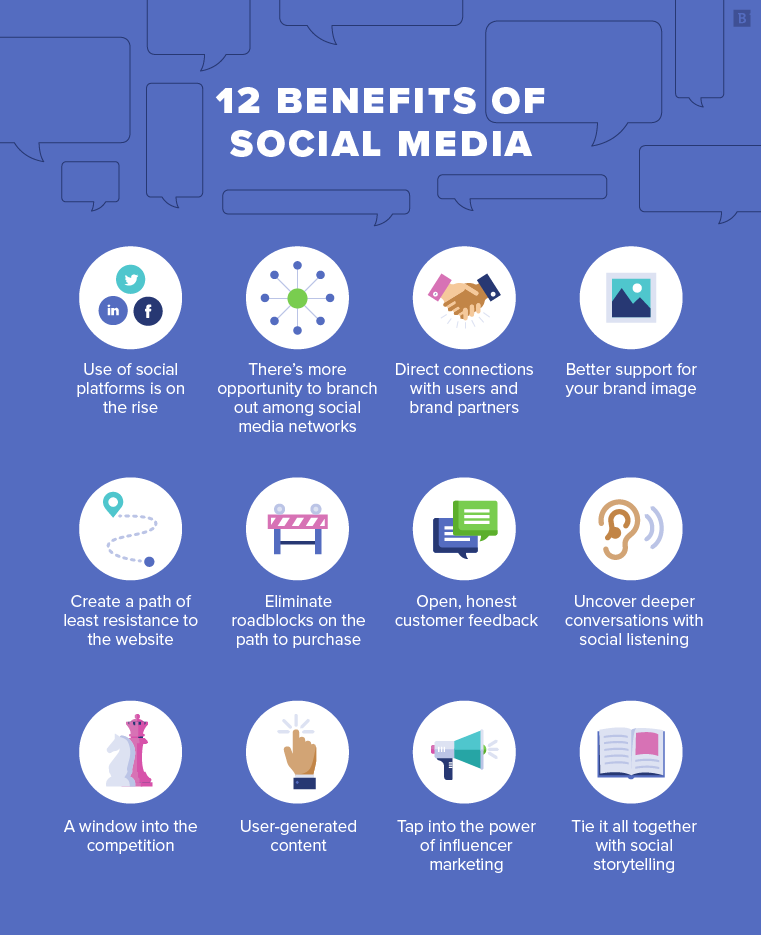 B
12 BENEFITS OF
SOCIAL MEDIA
in
f
Use of social
platforms is on
the rise
There’s more
opportunity to branch
out among social
media networks
Direct connections
with users and
brand partners
Better support for
your brand image
Create a path of
least resistance to
the website
Eliminate
roadblocks on the
path to purchase
Open, honest
customer feedback
Uncover deeper
conversations with
social listening
A window into the
competition
User-generated
content
Tap into the power
of influencer
marketing
Tie it all together
with social
storytelling